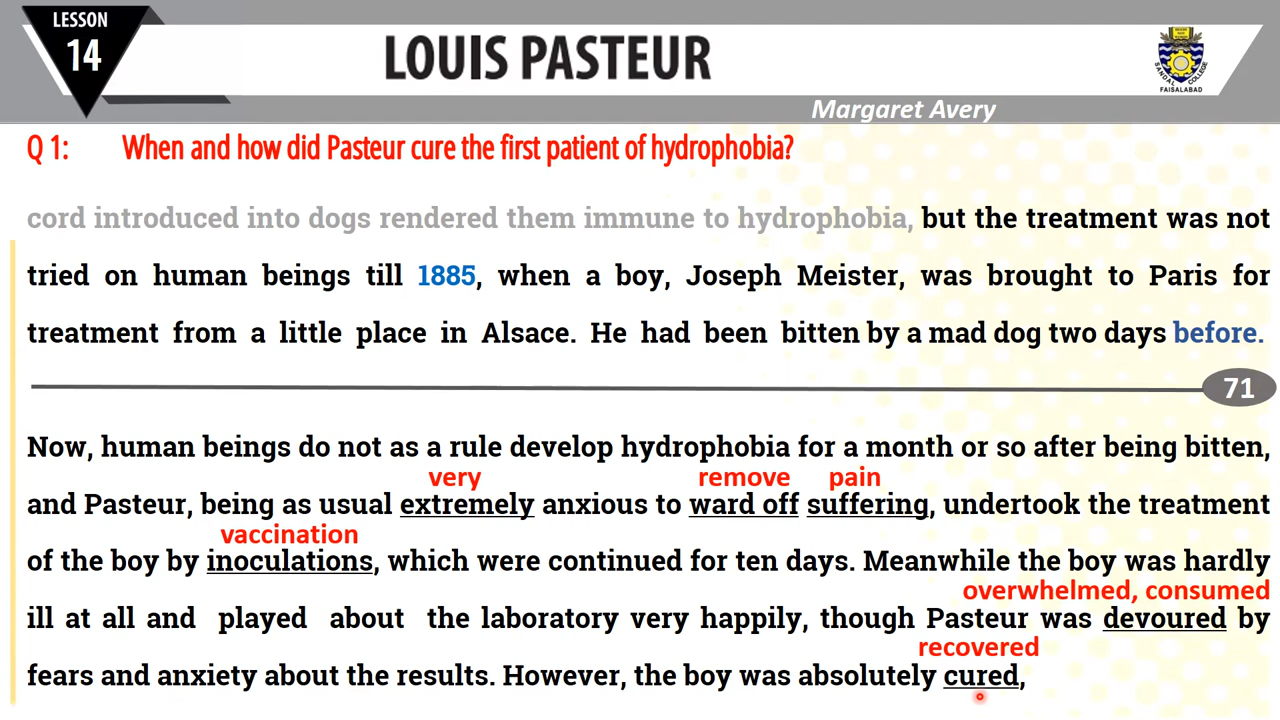 LESSON
14
LOUIS PASTEUR
SANDAL COLLEGE
FAISALABAD
Margaret Avery
Q 1: When and how did Pasteur cure the first patient of hydrophobia?
cord introduced into dogs rendered them immune to hydrophobia, but the treatment was not
tried on human beings till 1885, when a boy, Joseph Meister, was brought to Paris for
treatment from a little place in Alsace. He had been bitten by a mad dog two days before.
71
Now, human beings do not as a rule develop hydrophobia for a month or so after being bitten,
very remove pain
and Pasteur, being as usual extremely anxious to ward off suffering, undertook the treatment
vaccination
of the boy by inoculations, which were continued for ten days. Meanwhile the boy was hardly
overwhelmed, consumed
ill at all and played about the laboratory very happily, though Pasteur was devoured by
recovered
fears and anxiety about the results. However, the boy was absolutely cured,